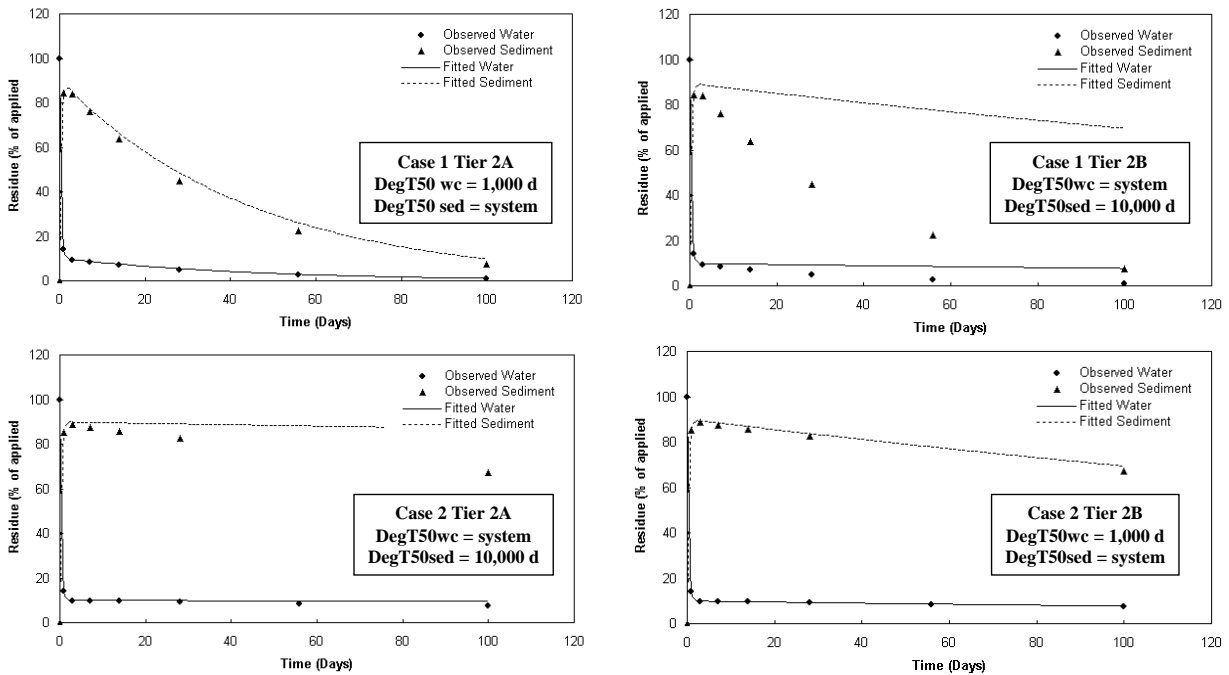 120
100
80
60
40
20
0
Residue (% of applied
Observed Water
Observed Sediment
Fitted Water
Fitted Sediment
Case 1 Tier 2A
DegT50 wc = 1,000 d
DegT50 sed = system
0 20 40 60 80 100 120
Time (Days)
120
100
80
60
40
20
0
Residue (% of applied
Observed Water
Observed Sediment
Fitted Water
Fitted Sediment
Case 1 Tier 2B
DegT50wc = system
DegT50sed = 10,000 d
0 20 40 60 80 100 120
Time (Days)
120
100
80
60
40
20
0
Residue (% of applied
Observed Water
Observed Sediment
Fitted Water
Fitted Sediment
Case 2 Tier 2A
DegT50wc = system
DegT50sed = 10,000 d
0 20 40 60 80 100 120
Time (Days)
120
100
80
60
40
20
0
Residue (% of applied
Observed Water
Observed Sediment
Fitted Water
Fitted Sediment
Case 2 Tier 2B
DegT50wc = 1,000 d
DegT50sed = system
0 20 40 60 80 100 120
Time (Days)